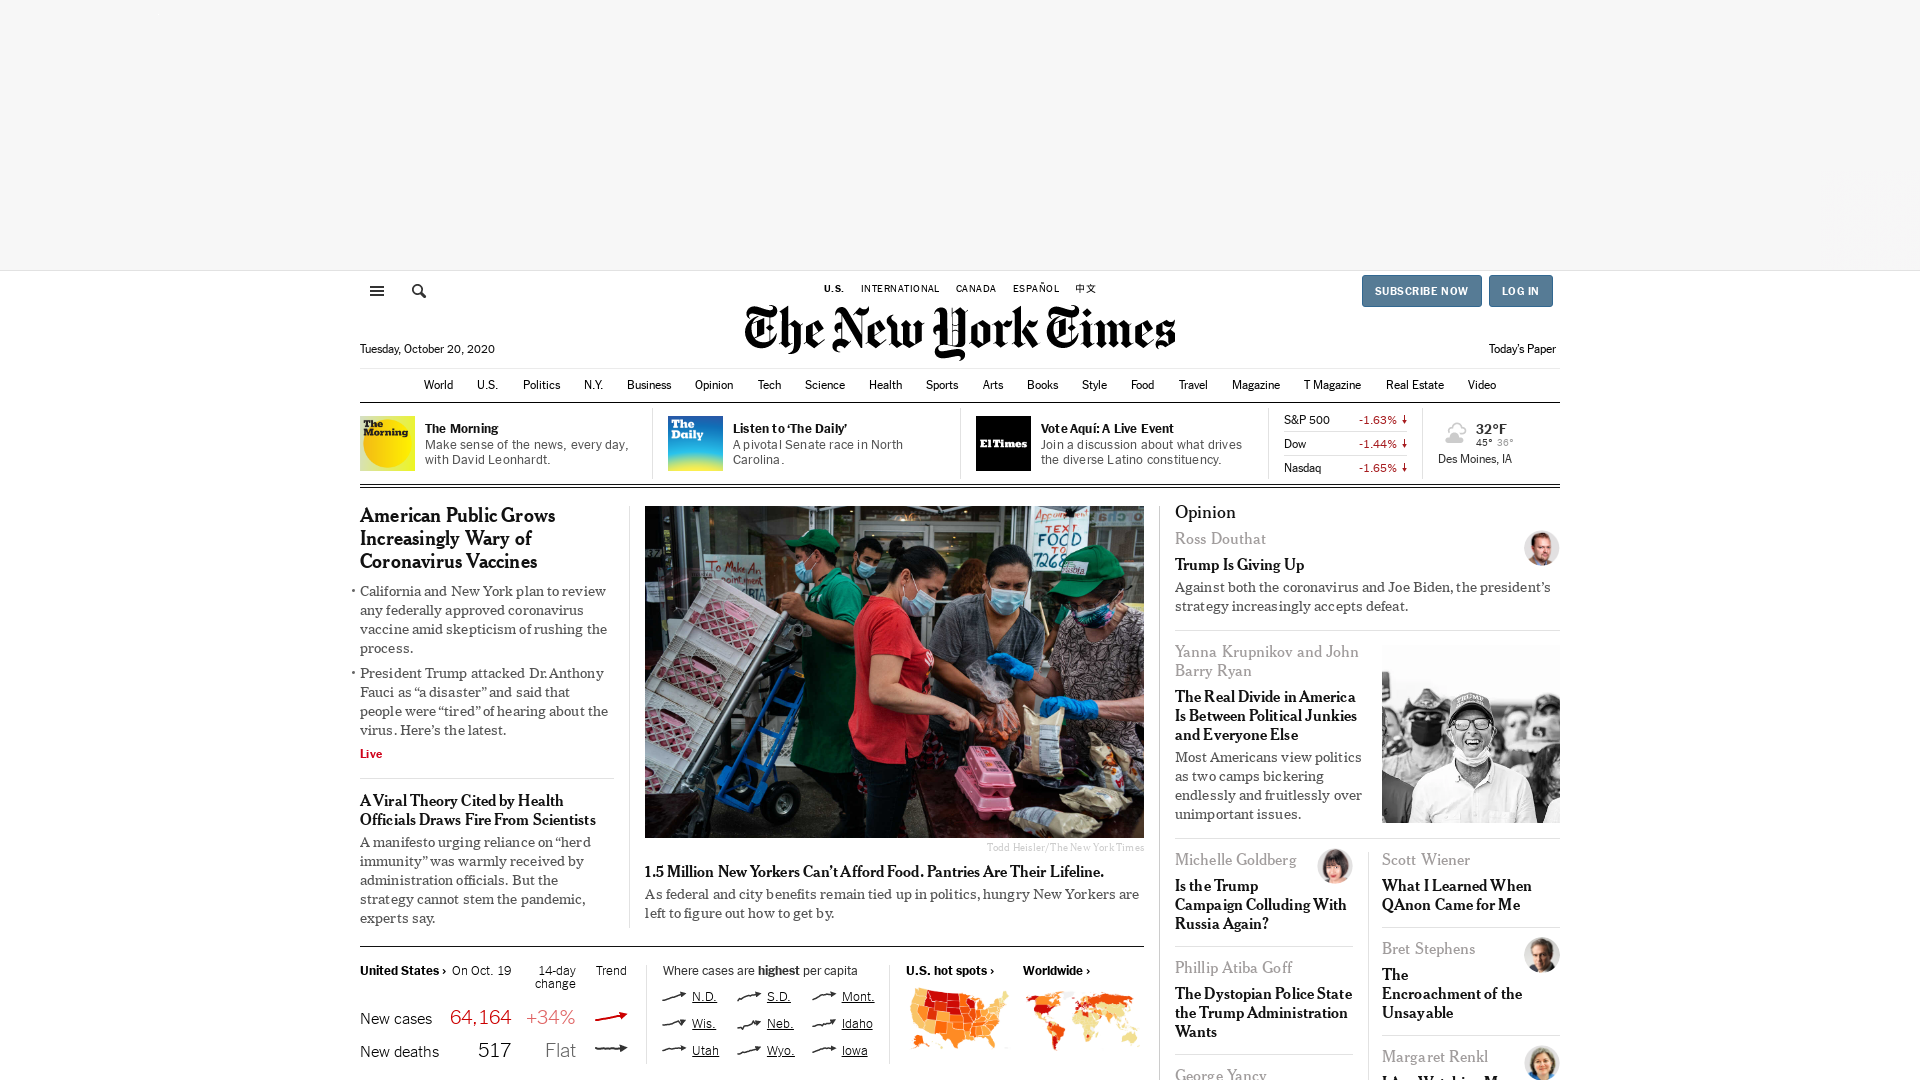 U.S. INTERNATIONAL CANADA ESPAÑOL 中文
SUBSCRIBE NOW LOG IN
The New York Times
Tuesday, October 20, 2020
Today's Paper
World U.S. Politics N.Y. Business Opinion Tech Science Health Sports Arts Books Style Food Travel Magazine T Magazine Real Estate Video
The
Morning
The Morning
Make sense of the news, every day,
with David Leonhardt.
The
Daily
Listen to ‘The Daily’
A pivotal Senate race in North
Carolina.
El Times
Vote Aquí: A Live Event
Join a discussion about what drives
the diverse Latino constituency.
S&P 500 -1.63%
Dow -1.44%
Nasdaq -1.65%
32°F
45° 36°
Des Moines, IA
American Public Grows
Increasingly Wary of
Coronavirus Vaccines
• California and New York plan to review
any federally approved coronavirus
vaccine amid skepticism of rushing the
process.
• President Trump attacked Dr. Anthony
Fauci as “a disaster” and said that
people were “tired” of hearing about the
virus. Here’s the latest.
Live
A Viral Theory Cited by Health
Officials Draws Fire From Scientists
A manifesto urging reliance on “herd
immunity” was warmly received by
administration officials. But the
strategy cannot stem the pandemic,
experts say.
To Make An
TEXT
FOOD
TO
Todd Heisler/The New York Times
1.5 Million New Yorkers Can’t Afford Food. Pantries Are Their Lifeline.
As federal and city benefits remain tied up in politics, hungry New Yorkers are
left to figure out how to get by.
United States › On Oct. 19 14-day
change Trend
New cases 64,164 +34%
New deaths 517 Flat
Where cases are highest per capita
N.D. S.D. Mont.
Wis. Neb. Idaho
Utah Wyo. Iowa
U.S. hot spots › Worldwide ›
Opinion
Ross Douthat
Trump Is Giving Up
Against both the coronavirus and Joe Biden, the president’s
strategy increasingly accepts defeat.
Yanna Krupnikov and John
Barry Ryan
The Real Divide in America
Is Between Political Junkies
and Everyone Else
Most Americans view politics
as two camps bickering
endlessly and fruitlessly over
unimportant issues.
Michelle Goldberg
Is the Trump
Campaign Colluding With
Russia Again?
Phillip Atiba Goff
The Dystopian Police State
the Trump Administration
Wants
George Yancy
Scott Wiener
What I Learned When
QAnon Came for Me
Bret Stephens
The
Encroachment of the
Unsayable
Margaret Renkl